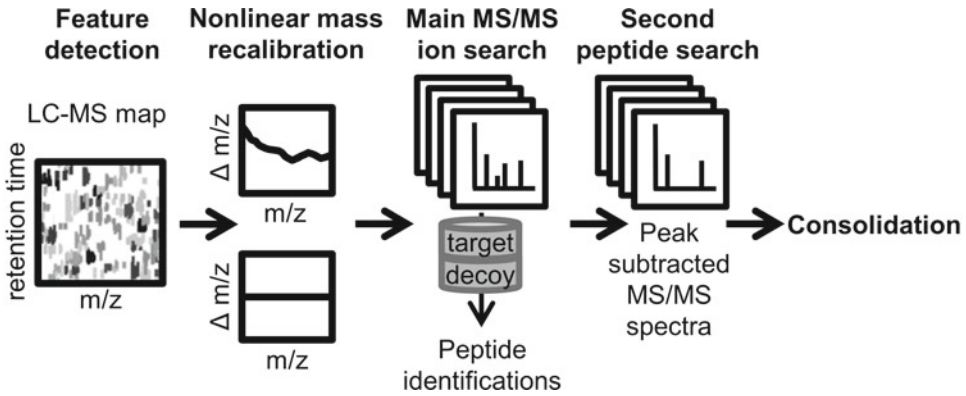 Feature
detection
Nonlinear mass
recalibration
Main MS/MS
ion search
Second
peptide search
LC-MS map
retention time
m/z
Δ m/z
m/z
Δ m/z
m/z
target
decoy
Peptide
identifications
Peak
subtracted
MS/MS
spectra
Consolidation